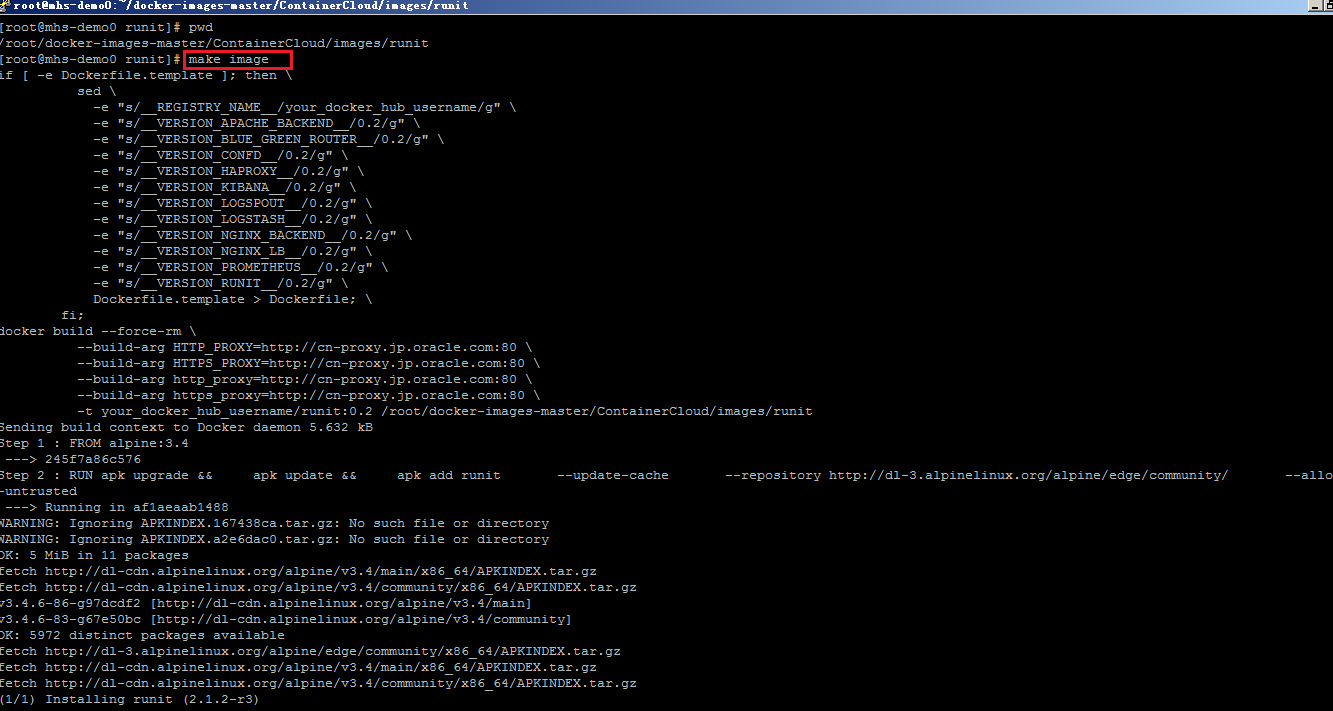 root@mhs-demo0:~/docker-images-master/ContainerCloud/images/runit
[root@mhs-demo0 runit]# pwd
/root/docker-images-master/ContainerCloud/images/runit
[root@mhs-demo0 runit]# make image
if [ -e Dockerfile.template ]; then \
sed \
-e "s/__REGISTRY_NAME__/your_docker_hub_username/g" \
-e "s/__VERSION_APACHE_BACKEND__/0.2/g" \
-e "s/__VERSION_BLUE_GREEN_ROUTER__/0.2/g" \
-e "s/__VERSION_CONFD__/0.2/g" \
-e "s/__VERSION_HAPROXY__/0.2/g" \
-e "s/__VERSION_KIBANA__/0.2/g" \
-e "s/__VERSION_LOGSPOUT__/0.2/g" \
-e "s/__VERSION_LOGSTASH__/0.2/g" \
-e "s/__VERSION_NGINX_BACKEND__/0.2/g" \
-e "s/__VERSION_NGINX_LB__/0.2/g" \
-e "s/__VERSION_PROMETHEUS__/0.2/g" \
-e "s/__VERSION_RUNIT__/0.2/g" \
Dockerfile.template > Dockerfile; \
fi;
docker build --force-rm \
--build-arg HTTP_PROXY=http://cn-proxy.jp.oracle.com:80 \
--build-arg HTTPS_PROXY=http://cn-proxy.jp.oracle.com:80 \
--build-arg http_proxy=http://cn-proxy.jp.oracle.com:80 \
--build-arg https_proxy=http://cn-proxy.jp.oracle.com:80 \
-t your_docker_hub_username/runit:0.2 /root/docker-images-master/ContainerCloud/images/runit
Sending build context to Docker daemon 5.632 kB
Step 1 : FROM alpine:3.4
---> 245f7a86c576
Step 2 : RUN apk upgrade && apk update && apk add runit --update-cache --repository http://dl-3.alpinelinux.org/alpine/edge/community/ --allo
-untrusted
---> Running in af1aeaab1488
WARNING: Ignoring APKINDEX.167438ca.tar.gz: No such file or directory
WARNING: Ignoring APKINDEX.a2e6dac0.tar.gz: No such file or directory
OK: 5 MiB in 11 packages
fetch http://dl-cdn.alpinelinux.org/alpine/v3.4/main/x86_64/APKINDEX.tar.gz
fetch http://dl-cdn.alpinelinux.org/alpine/v3.4/community/x86_64/APKINDEX.tar.gz
v3.4.6-86-g97dcdf2 [http://dl-cdn.alpinelinux.org/alpine/v3.4/main]
v3.4.6-83-g67e50bc [http://dl-cdn.alpinelinux.org/alpine/v3.4/community]
OK: 5972 distinct packages available
fetch http://dl-3.alpinelinux.org/alpine/edge/community/x86_64/APKINDEX.tar.gz
fetch http://dl-cdn.alpinelinux.org/alpine/v3.4/main/x86_64/APKINDEX.tar.gz
fetch http://dl-cdn.alpinelinux.org/alpine/v3.4/community/x86_64/APKINDEX.tar.gz
(1/1) Installing runit (2.1.2-r3)